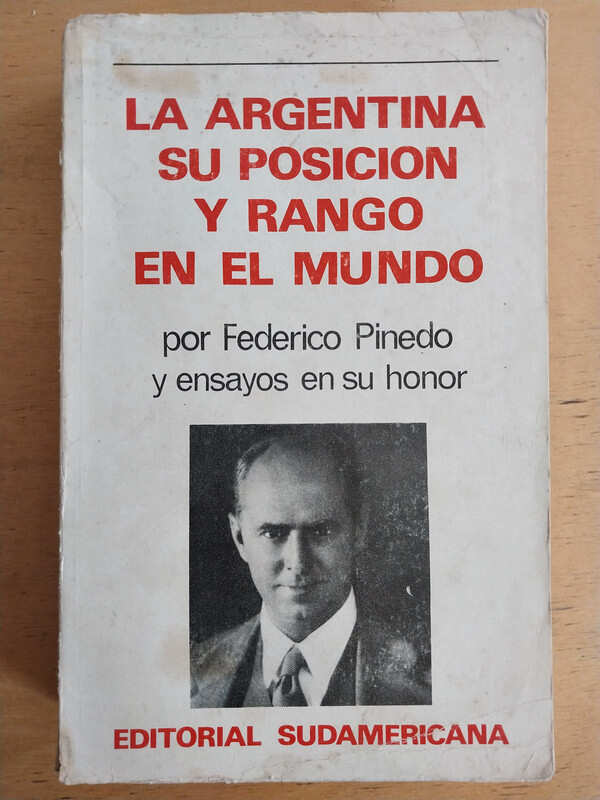 LA ARGENTINA
SU POSICION
Y RANGO
EN EL MUNDO
por Federico Pinedo
y ensayos en su honor
EDITORIAL SUDAMERICANA